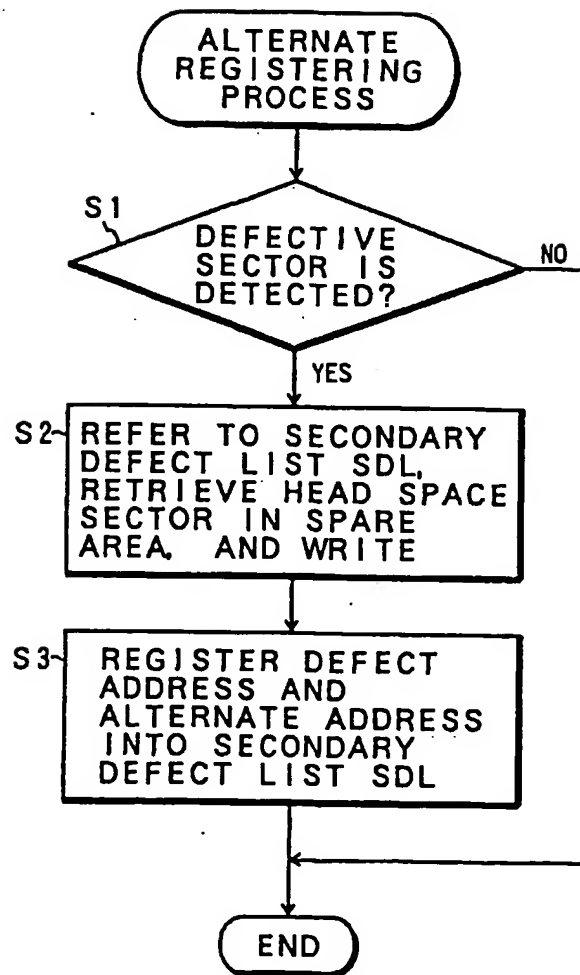 ALTERNATE
REGISTERING
PROCESS
S1
DEFECTIVE
SECTOR IS
DETECTED?
NO
YES
S2
REFER TO SECONDARY
DEFECT LIST SDL,
RETRIEVE HEAD SPACE
SECTOR IN SPARE
AREA, AND WRITE
S3
REGISTER DEFECT
ADDRESS AND
ALTERNATE ADDRESS
INTO SECONDARY
DEFECT LIST SDL
END